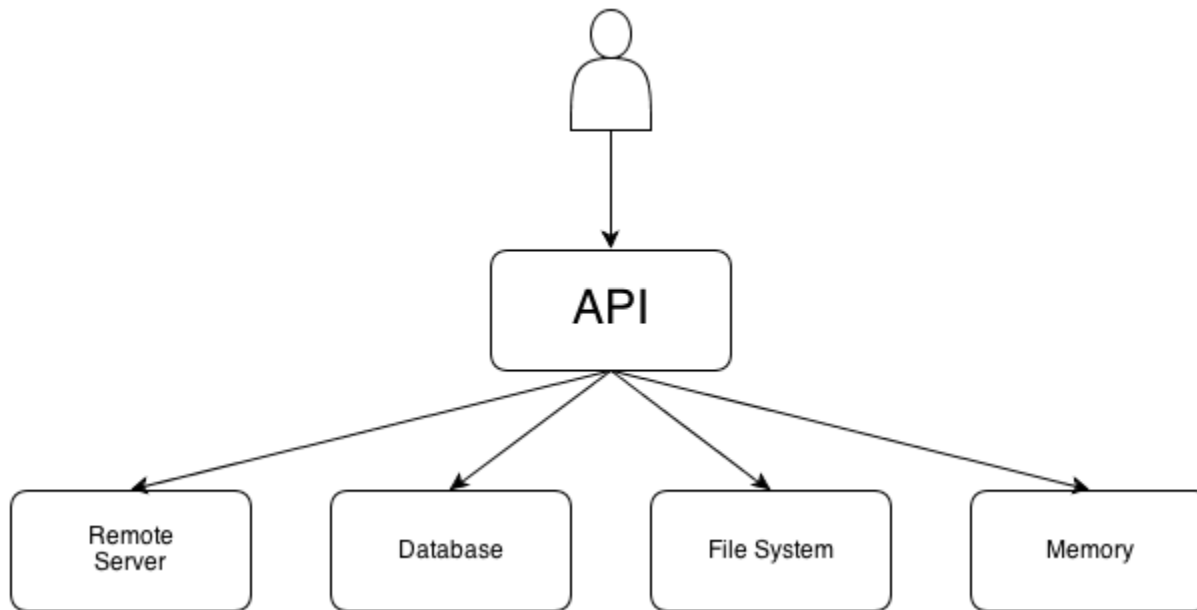 API
Remote
Server
Database
File System
Memory